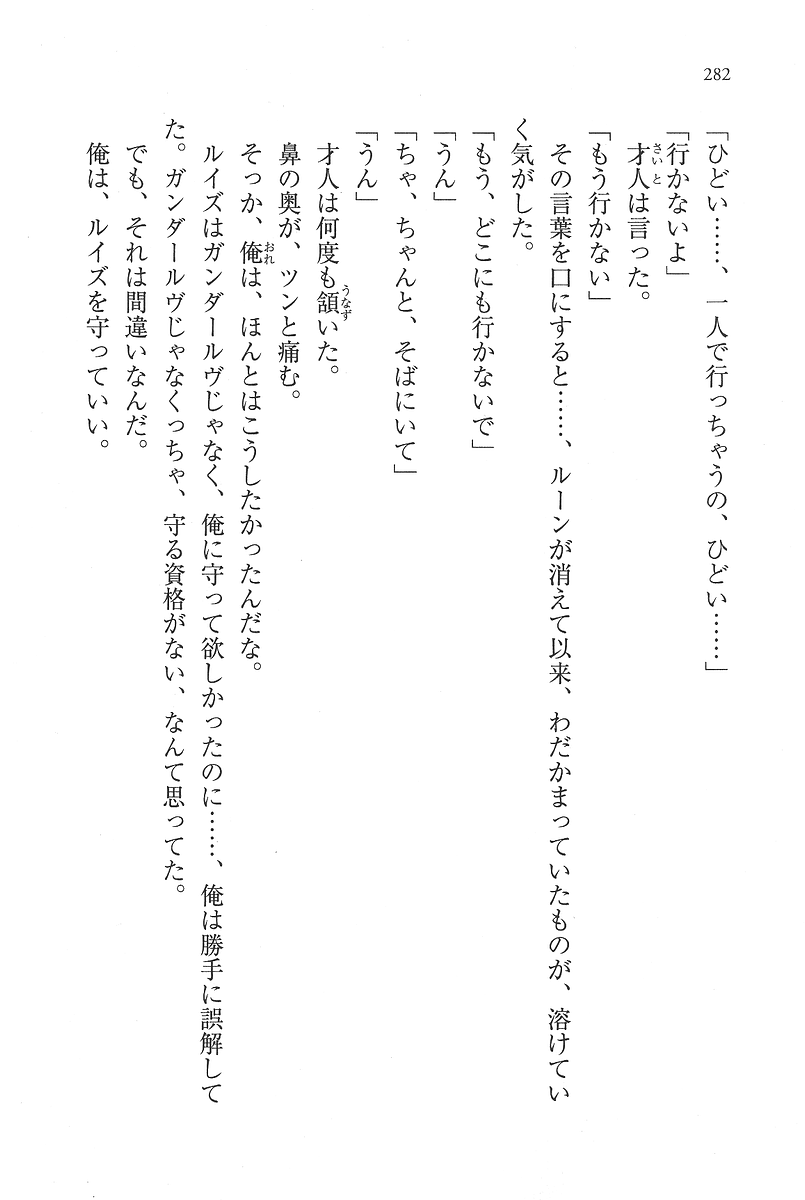 282
「ひどい……、一人で行っちゃうの、ひどい……」
「行かないよ」
才人は言った。
「もう行かない」
その言葉を口にすると……、ルーンが消えて以来、わだかまっていたものが、溶けてい
く気がした。
「もう、どこにも行かないで」
「うん」
「ちゃ、ちゃんと、そばにいて」
「うん」
才人は何度も頷いた。
鼻の奥が、ツンと痛む。
そっか、俺は、ほんとはこうしたかったんだな。
ルイズはガンダールヴじゃなく、俺に守って欲しかったのに……、俺は勝手に誤解して
た。ガンダールヴじゃなくっちゃ、守る資格がない、なんて思ってた。
でも、それは間違いなんだ。
俺は、ルイズを守っていい。